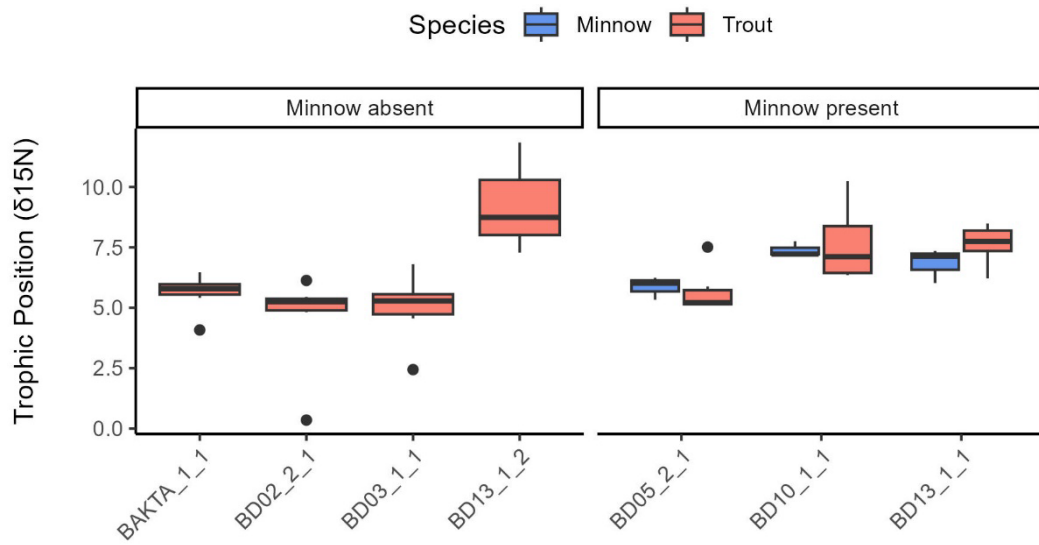 Species Minnow Trout
Minnow absent Minnow present
Trophic Position (δ15N)
10.0
7.5
5.0
2.5
0.0
BAKTA_1_1 BD02_2_1 BD03_1_1 BD13_1_2 BD05_2_1 BD10_1_1 BD13_1_1